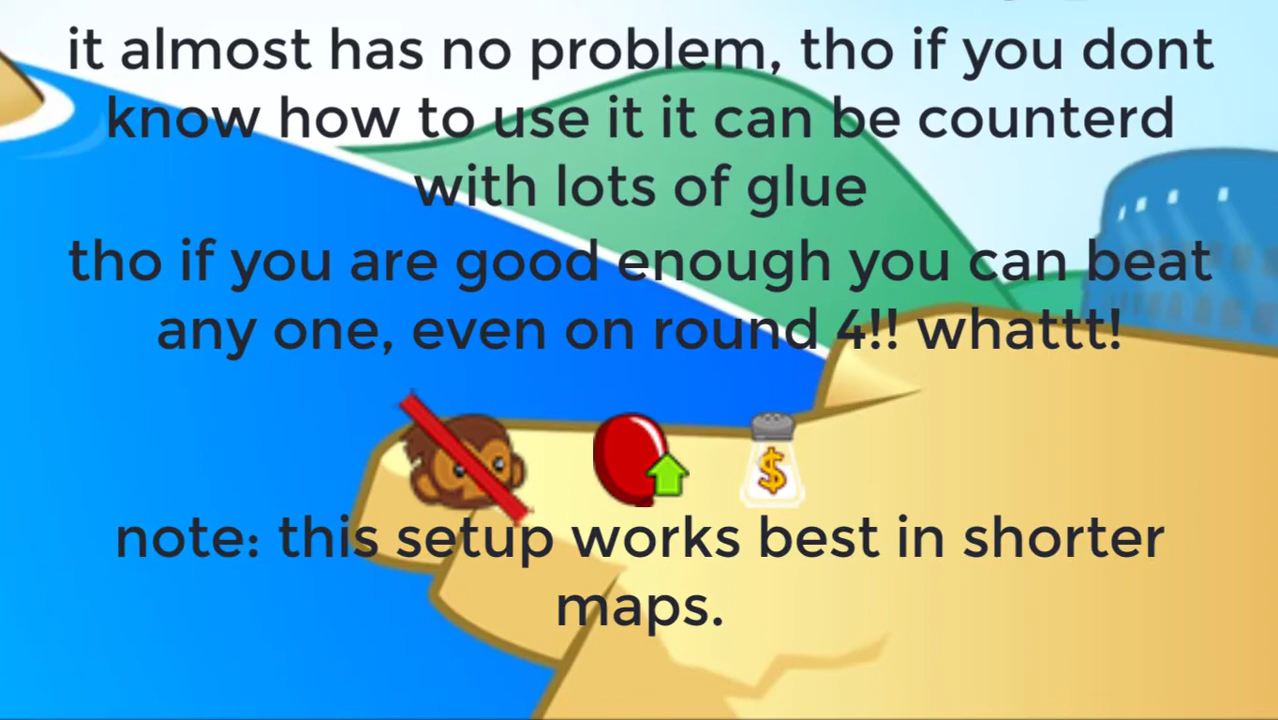 it almost has no problem, tho if you dont
know how to use it it can be counterd
with lots of glue
tho if you are good enough you can beat
any one, even on round 4!! whattt!
$
note: this setup works best in shorter
maps.